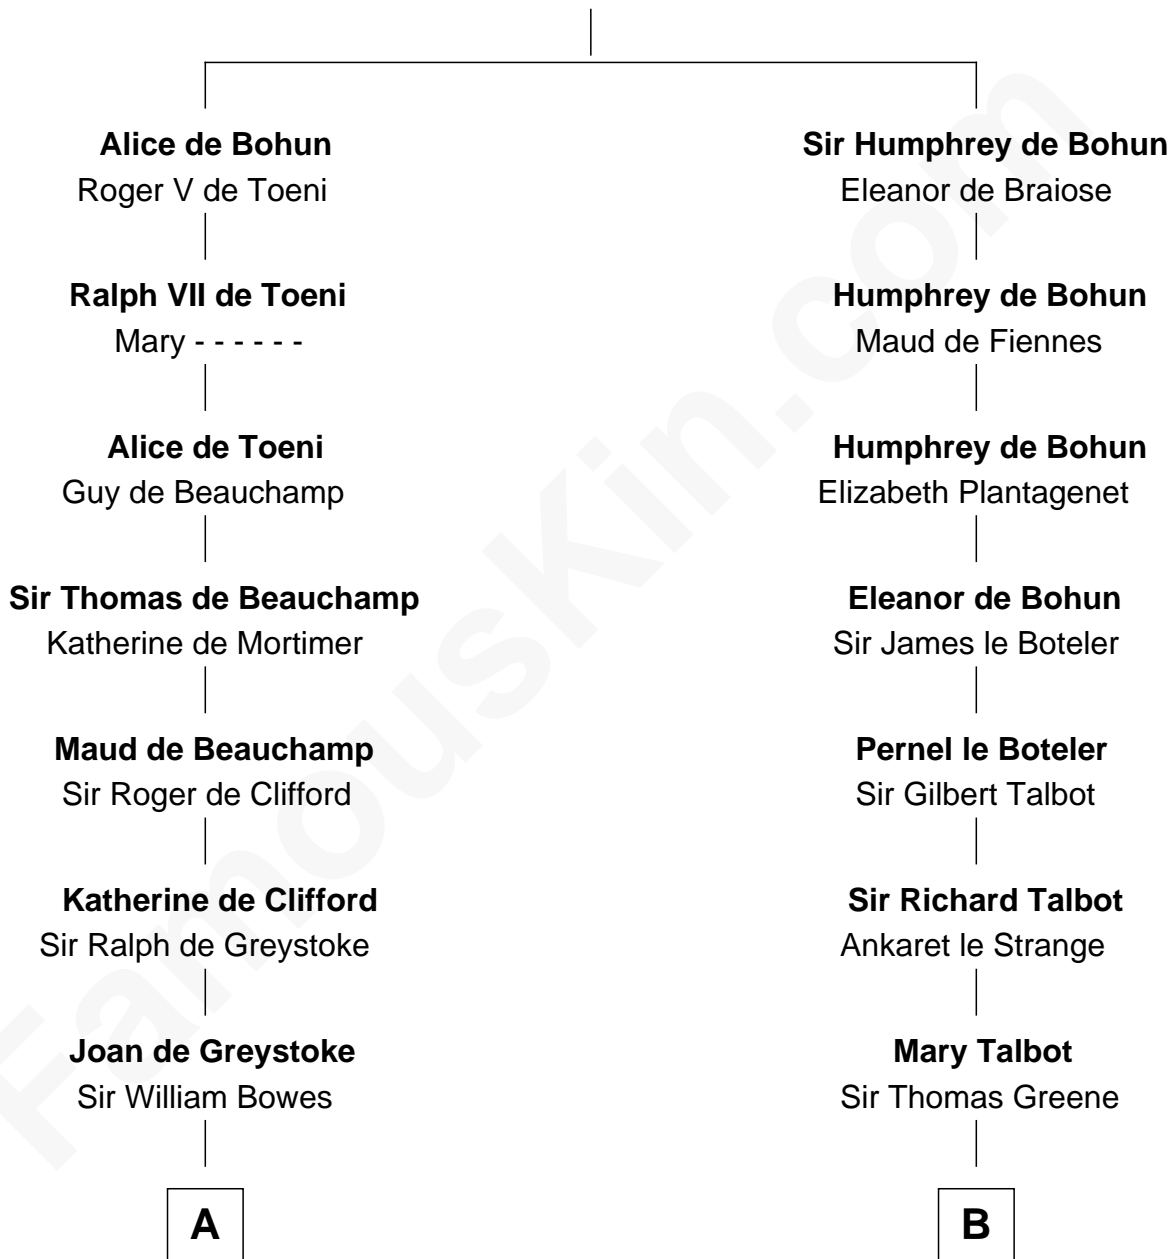 Alice de Bohun
Roger V de Toeni
Ralph VII de Toeni
Mary - - - - - -
Alice de Toeni
Guy de Beauchamp
Sir Thomas de Beauchamp
Katherine de Mortimer
Maud de Beauchamp
Sir Roger de Clifford
Katherine de Clifford
Sir Ralph de Greystoke
Joan de Greystoke
Sir William Bowes
A
Sir Humphrey de Bohun
Eleanor de Braiose
Humphrey de Bohun
Maud de Fiennes
Humphrey de Bohun
Elizabeth Plantagenet
Eleanor de Bohun
Sir James le Boteler
Pernel le Boteler
Sir Gilbert Talbot
Sir Richard Talbot
Ankaret le Strange
Mary Talbot
Sir Thomas Greene
B
FamousKin.com